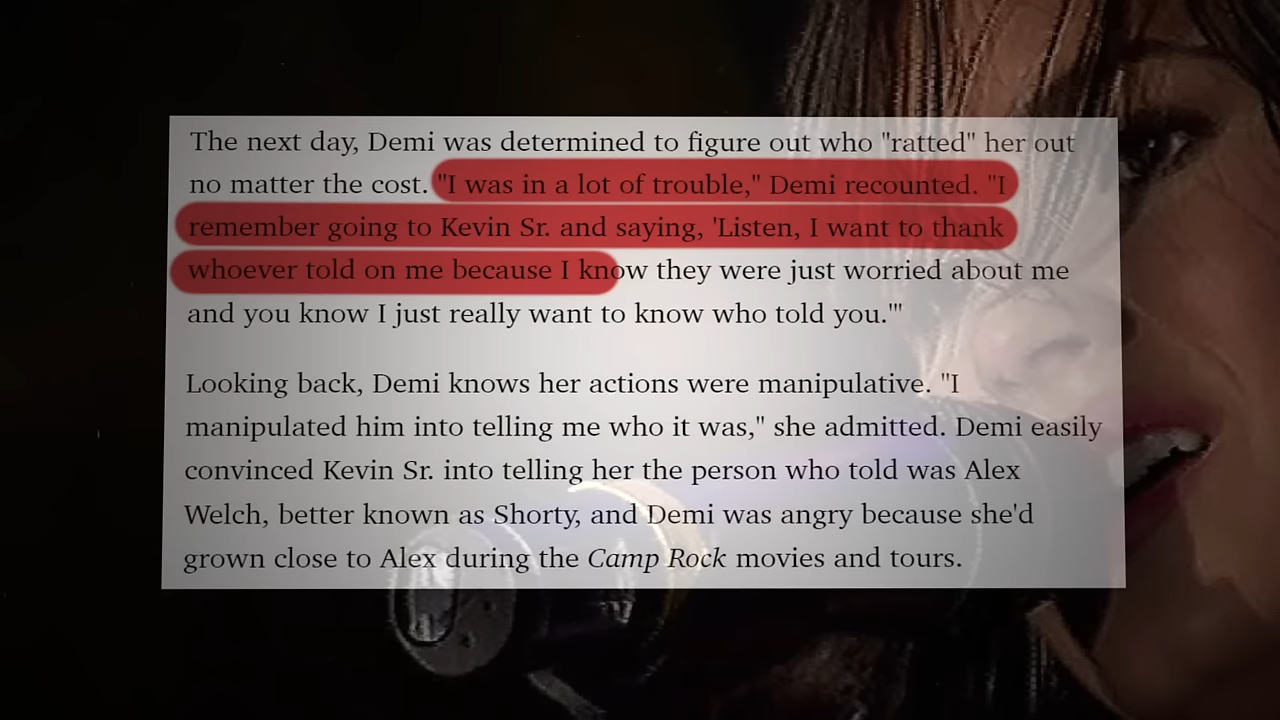 The next day, Demi was determined to figure out who "ratted" her out
no matter the cost. "I was in a lot of trouble," Demi recounted. "I
remember going to Kevin Sr. and saying, 'Listen, I want to thank
whoever told on me because I know they were just worried about me
and you know I just really want to know who told you.'"
Looking back, Demi knows her actions were manipulative. "I
manipulated him into telling me who it was," she admitted. Demi easily
convinced Kevin Sr. into telling her the person who told was Alex
Welch, better known as Shorty, and Demi was angry because she'd
grown close to Alex during the Camp Rock movies and tours.